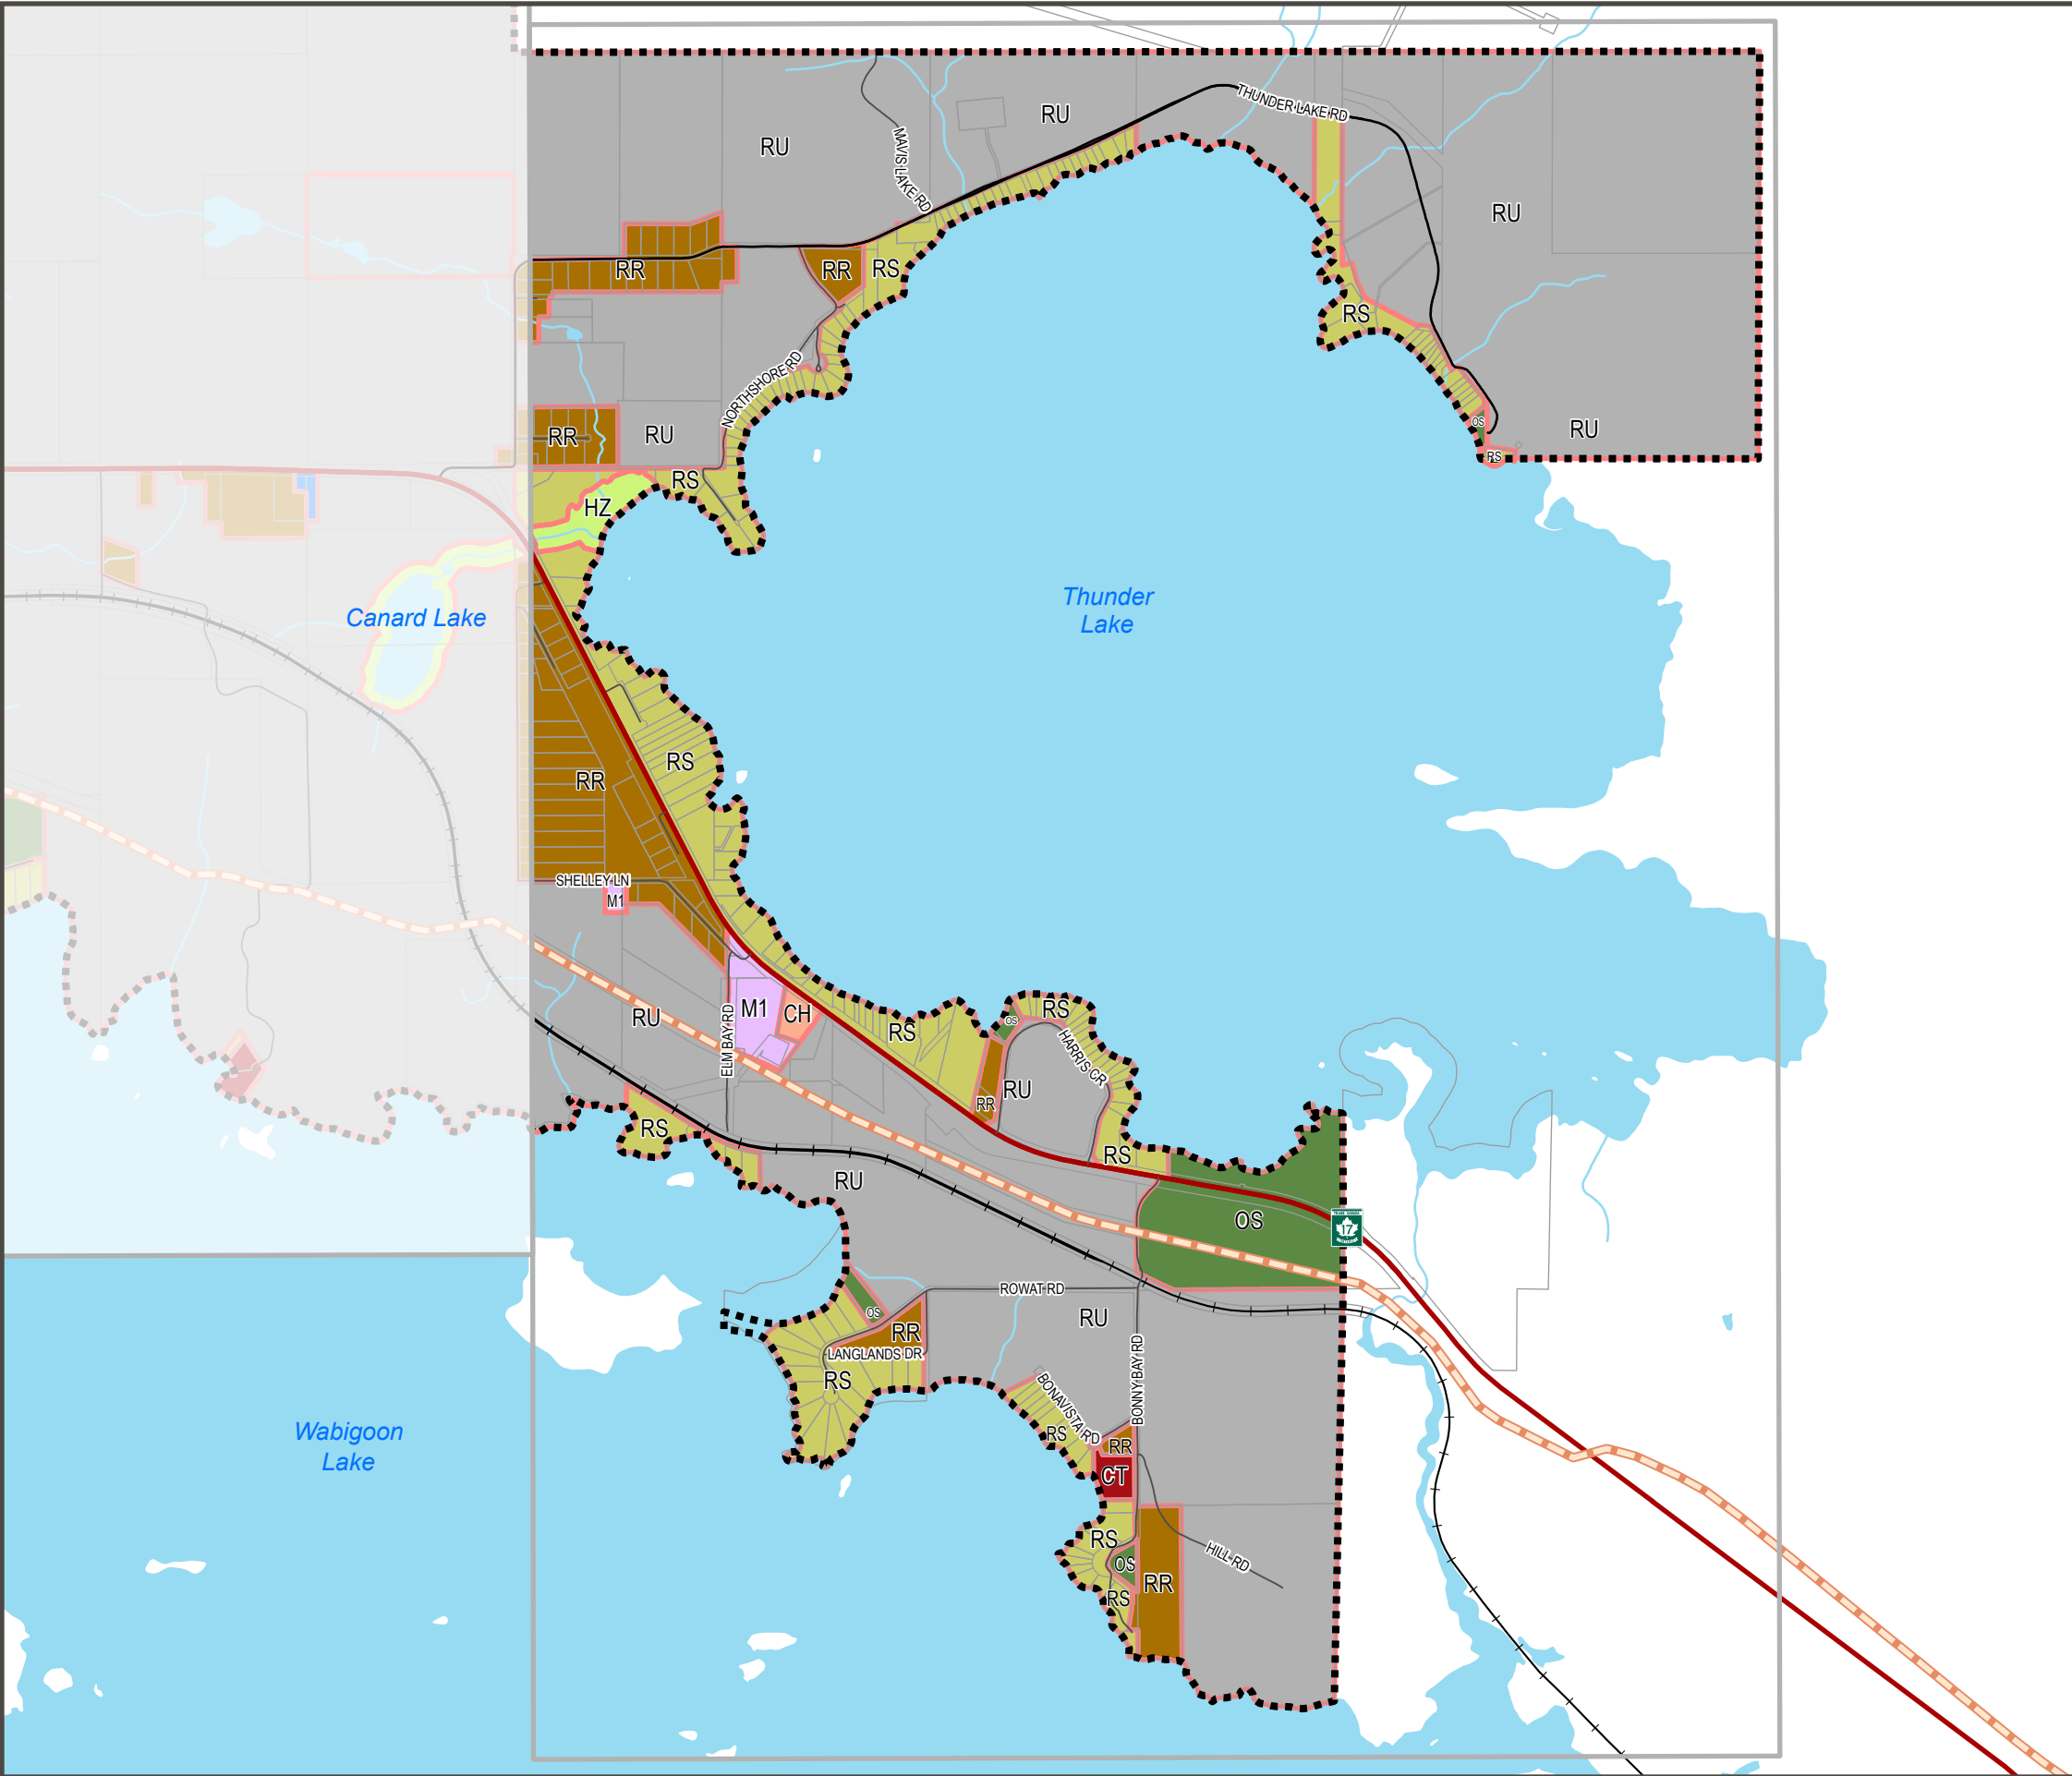 THUNDER LAKE RD
RU
RU
MAVIS LAKE RD
RU
RR
RR
RS
RS
NORTHSHORE RD
OS
RU
RR
RU
RS
RS
HZ
Thunder
Lake
Canard Lake
RS
RR
SHELLEY LN
M1
M1
CH
RU
ELM BAY RD
RS
OS
RS
HARRIS CR
RU
RR
RS
RS
RU
OS
17
ROWAT RD
OS
RR
RU
LANGLANDS DR
RS
BONNY BAY RD
BONAVISTA RD
RS
RR
CT
Wabigoon
Lake
RS
OS
HILL RD
RR
RS